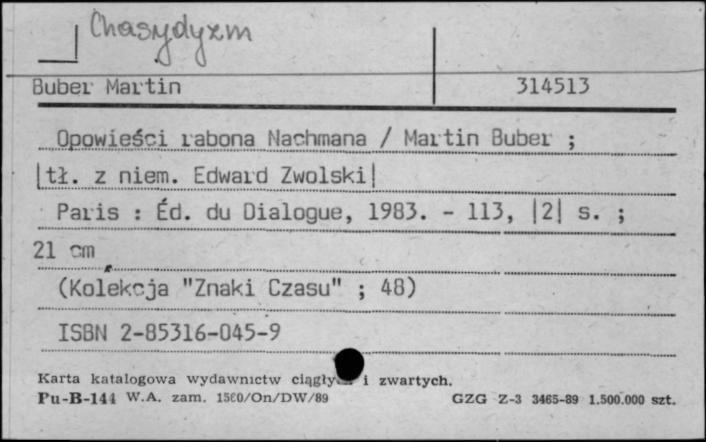 Chasydyzm
Buber Martin 314513
Opowieści rabona Nachmana / Martin Buber ;
|tł. z niem. Edward Zwolski|
Paris : Éd. du Dialogue, 1983. - 113, |2| s. ;
21 cm
(Kolekcja "Znaki Czasu" ; 48)
ISBN 2-85316-045-9
Karta katalogowa wydawnictw i zwartych.
Pu-B-144 W.A. zam. 1560/On/DW/89 GZG Z-3 3465-89 1.500.000 szt.